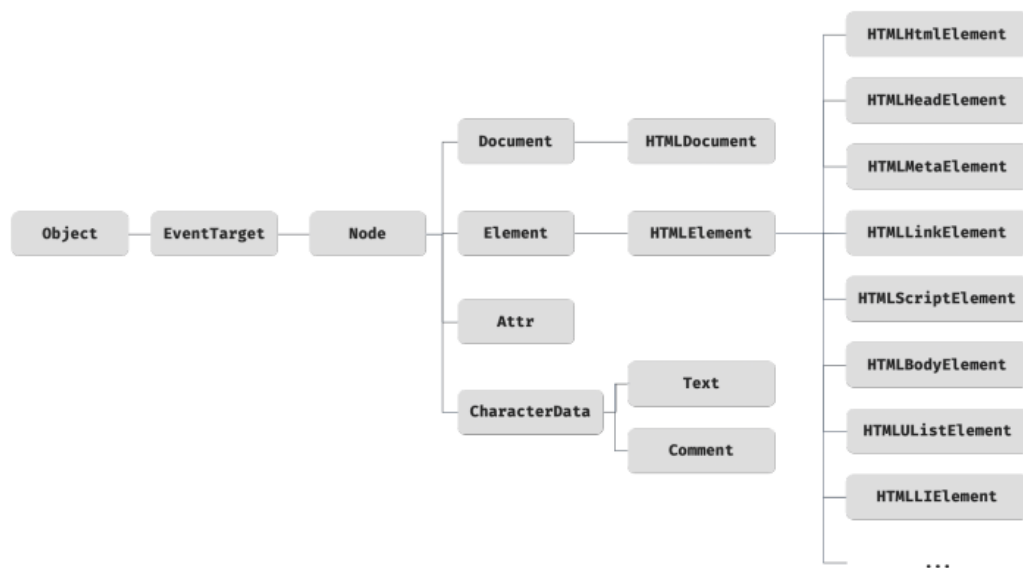 Object
EventTarget
Node
Document
HTMLDocument
Element
HTMLElement
Attr
CharacterData
Text
Comment
HTMLHtmlElement
HTMLHeadElement
HTMLMetaElement
HTMLLinkElement
HTMLScriptElement
HTMLBodyElement
HTMLUListElement
HTMLLIElement
...